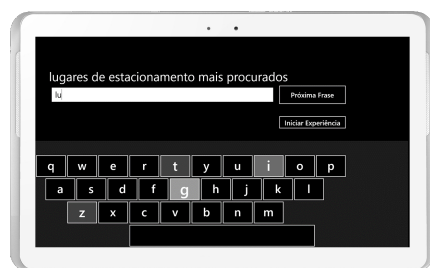 lugares de estacionamento mais procurados
lu
Próxima Frase
Iniciar Experiência
q w e r t y u i o p
a s d f g h j k l
z x c v b n m